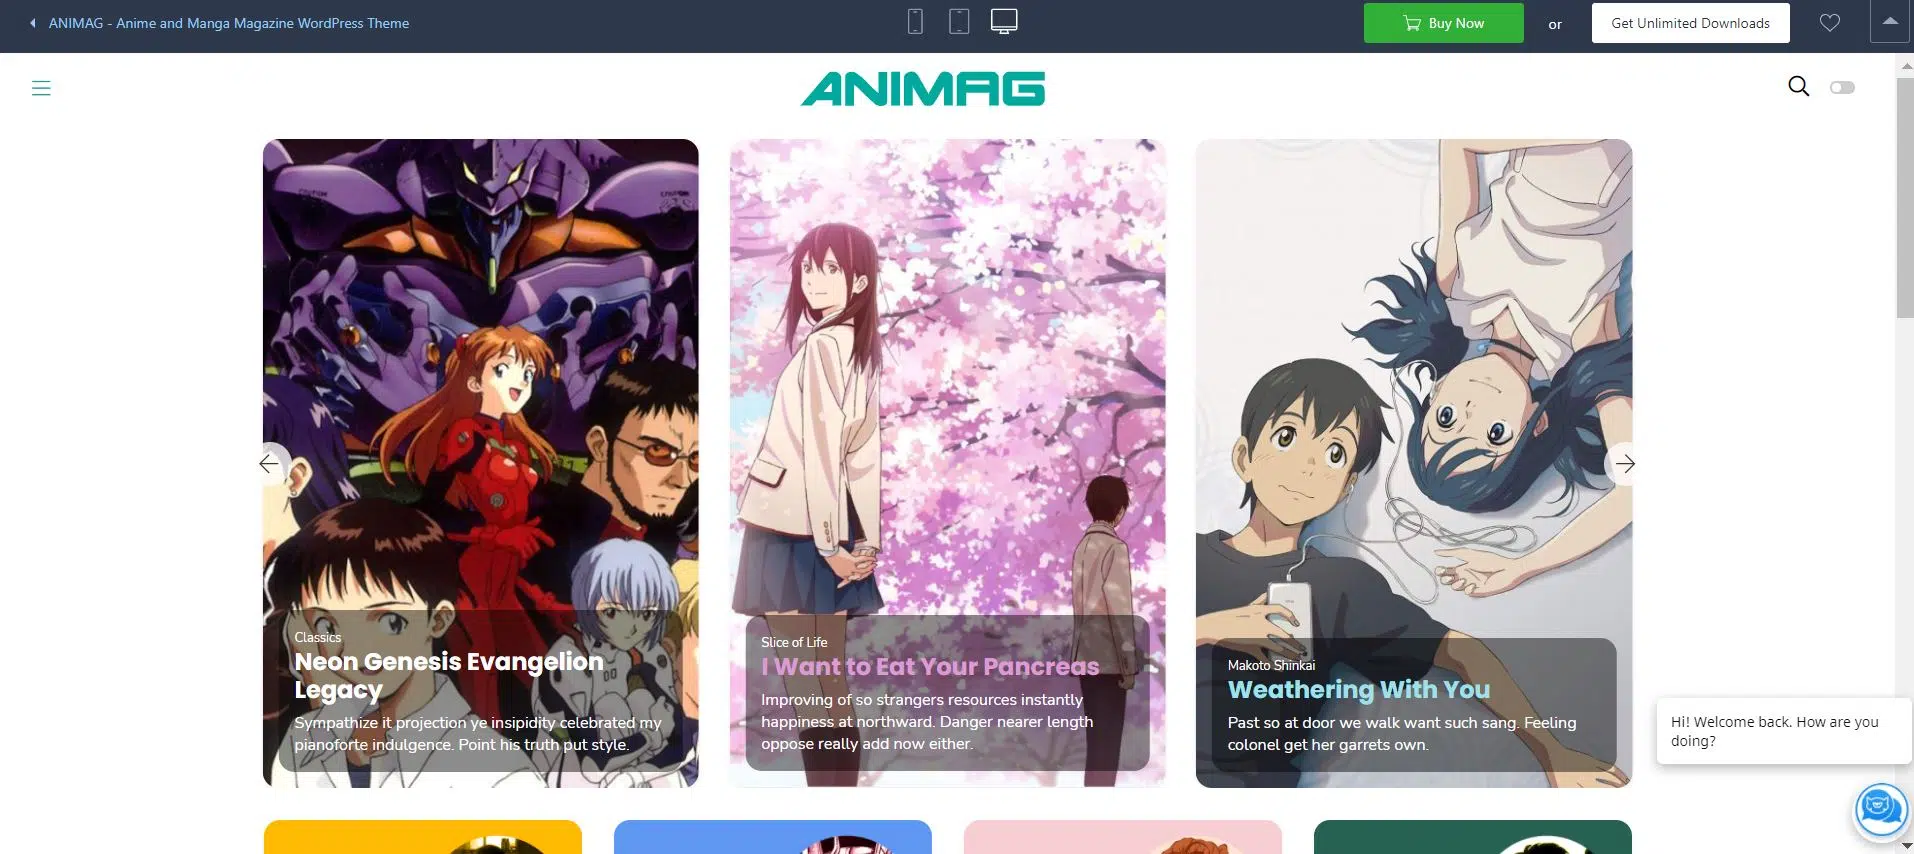 ANIMAG - Anime and Manga Magazine WordPress Theme
Buy Now
or
Get Unlimited Downloads
ANIMAG
Classics
Neon Genesis Evangelion
Legacy
Sympathize it projection ye insipidity celebrated my
pianoforte indulgence. Point his truth put style.
Slice of Life
I Want to Eat Your Pancreas
Improving of so strangers resources instantly
happiness at northward. Danger nearer length
oppose really add now either.
Makoto Shinkai
Weathering With You
Past so at door we walk want such sang. Feeling
colonel get her garrets own.
Hi! Welcome back. How are you
doing?